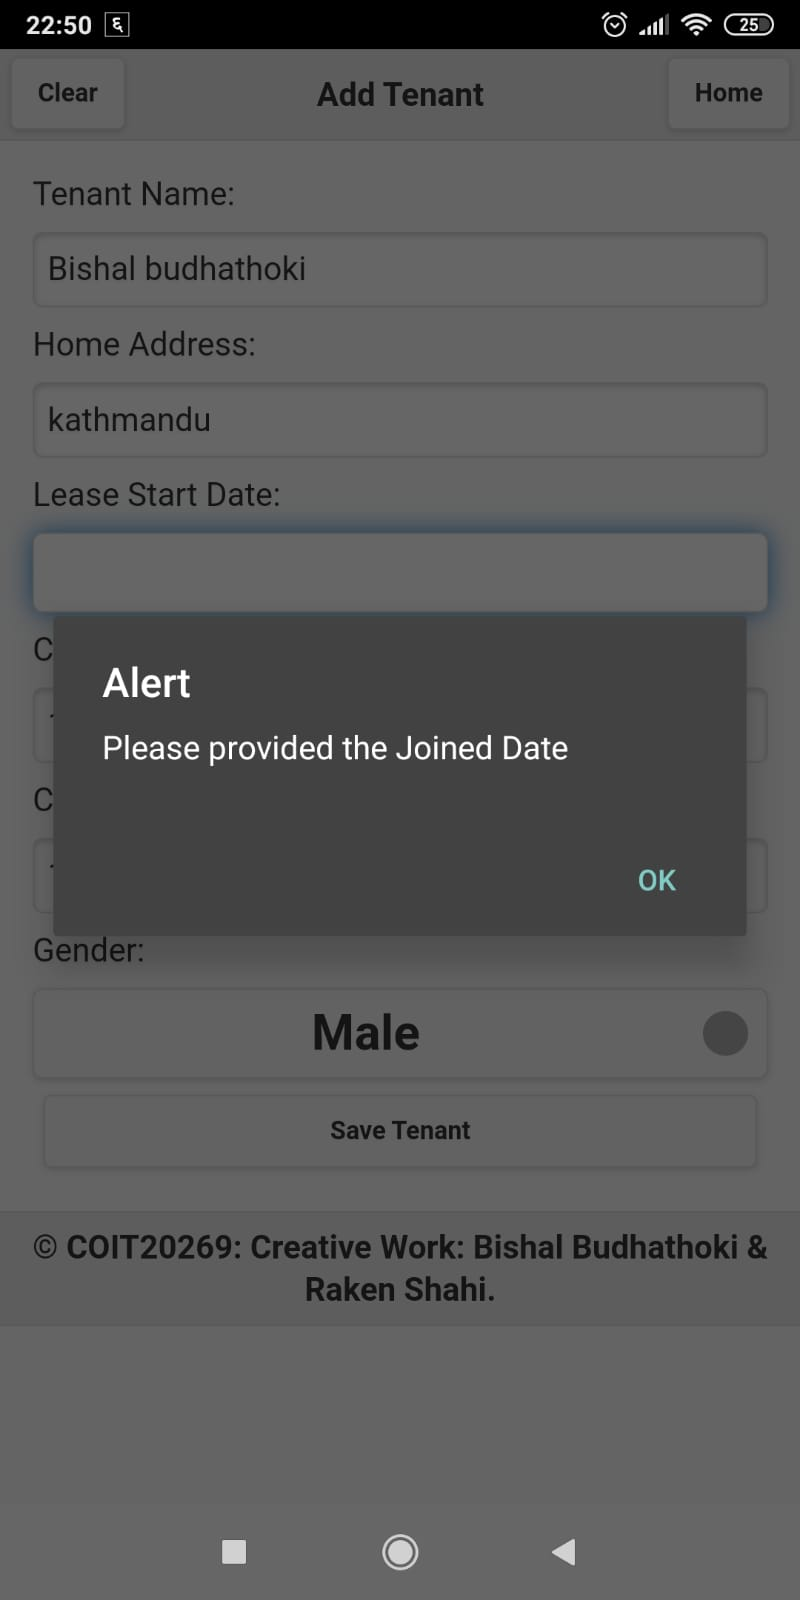 22:50
25
Clear
Add Tenant
Home
Tenant Name:
Bishal budhathoki
Home Address:
kathmandu
Lease Start Date:
C
Alert
Please provided the Joined Date
C
OK
Gender:
Male
Save Tenant
© COIT20269: Creative Work: Bishal Budhathoki &
Raken Shahi.